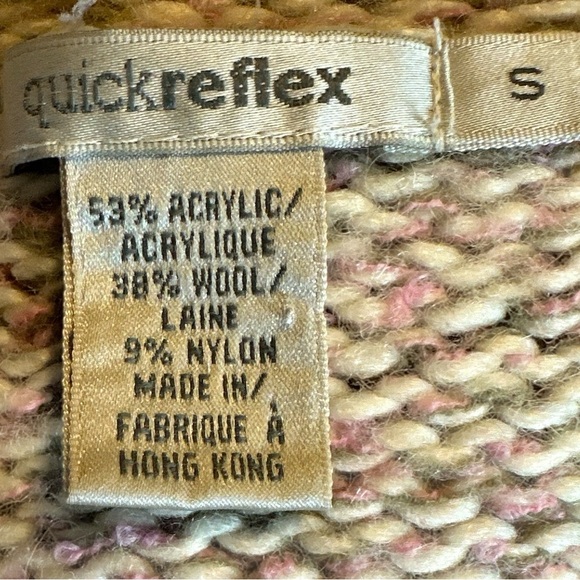 quickreflex
S
53% ACRYLIC/
ACRYLIQUE
38% WOOL/
LAINE
9% NYLON
MADE IN/
FABRIQUE À
HONG KONG